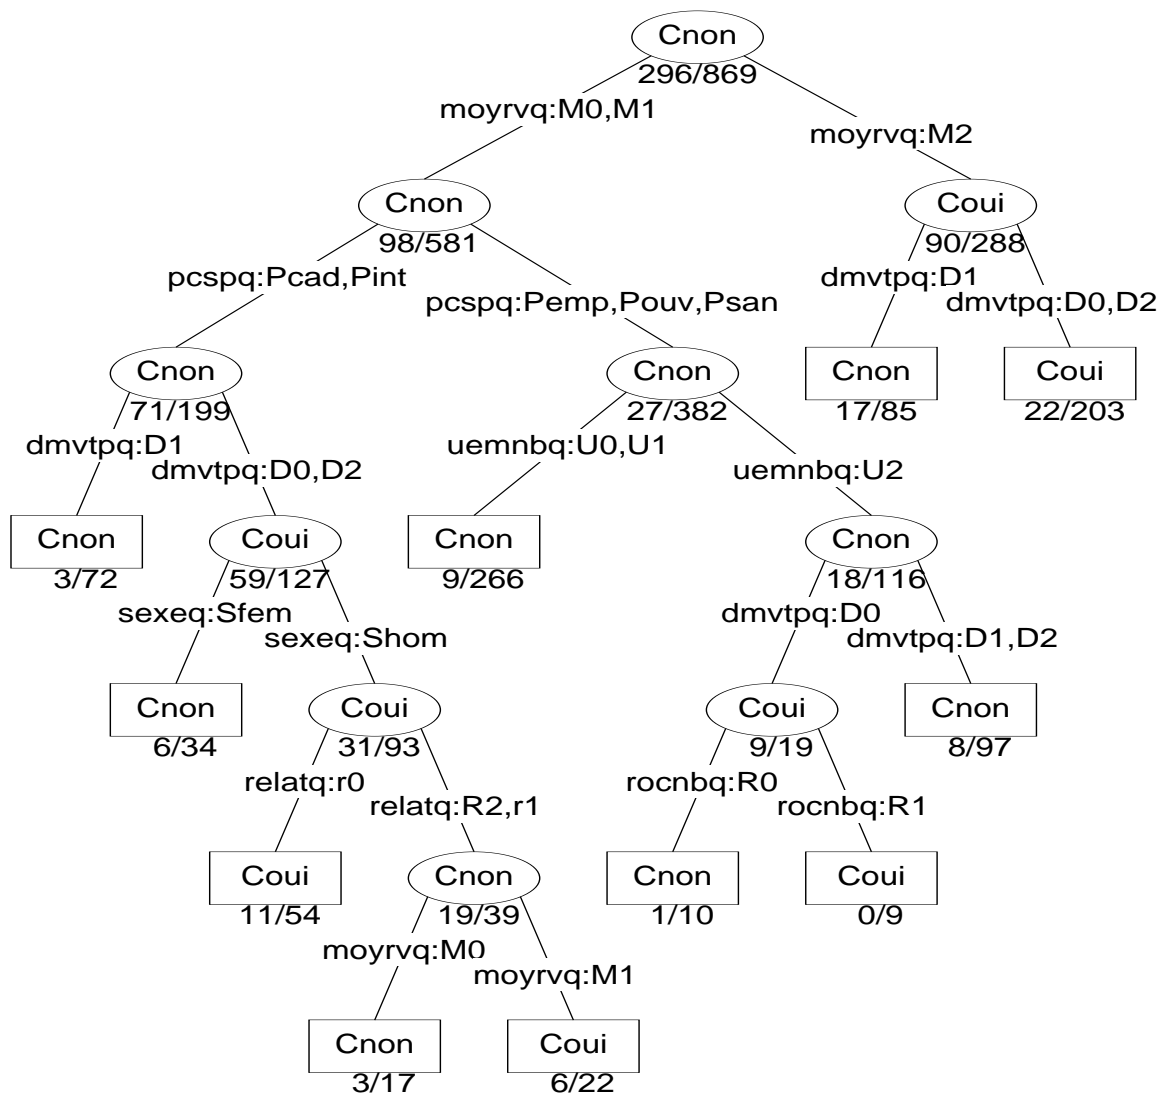 Cnon
296/869
moyrvq:M0,M1
moyrvq:M2
Cnon
98/581
Coui
90/288
pcspq:Pcad,Pint
pcspq:Pemp,Pouv,Psan
dmvtpq:D1
dmvtpq:D0,D2
Cnon
71/199
Cnon
27/382
Cnon
17/85
Coui
22/203
dmvtpq:D1
dmvtpq:D0,D2
uemnbq:U0,U1
uemnbq:U2
Cnon
3/72
Coui
59/127
Cnon
9/266
Cnon
18/116
sexeq:Sfem
sexeq:Shom
dmvtpq:D0
dmvtpq:D1,D2
Cnon
6/34
Coui
31/93
Coui
9/19
Cnon
8/97
relatq:r0
relatq:R2,r1
rocnbq:R0
rocnbq:R1
Coui
11/54
Cnon
19/39
Cnon
1/10
Coui
0/9
moyrvq:M0
moyrvq:M1
Cnon
3/17
Coui
6/22